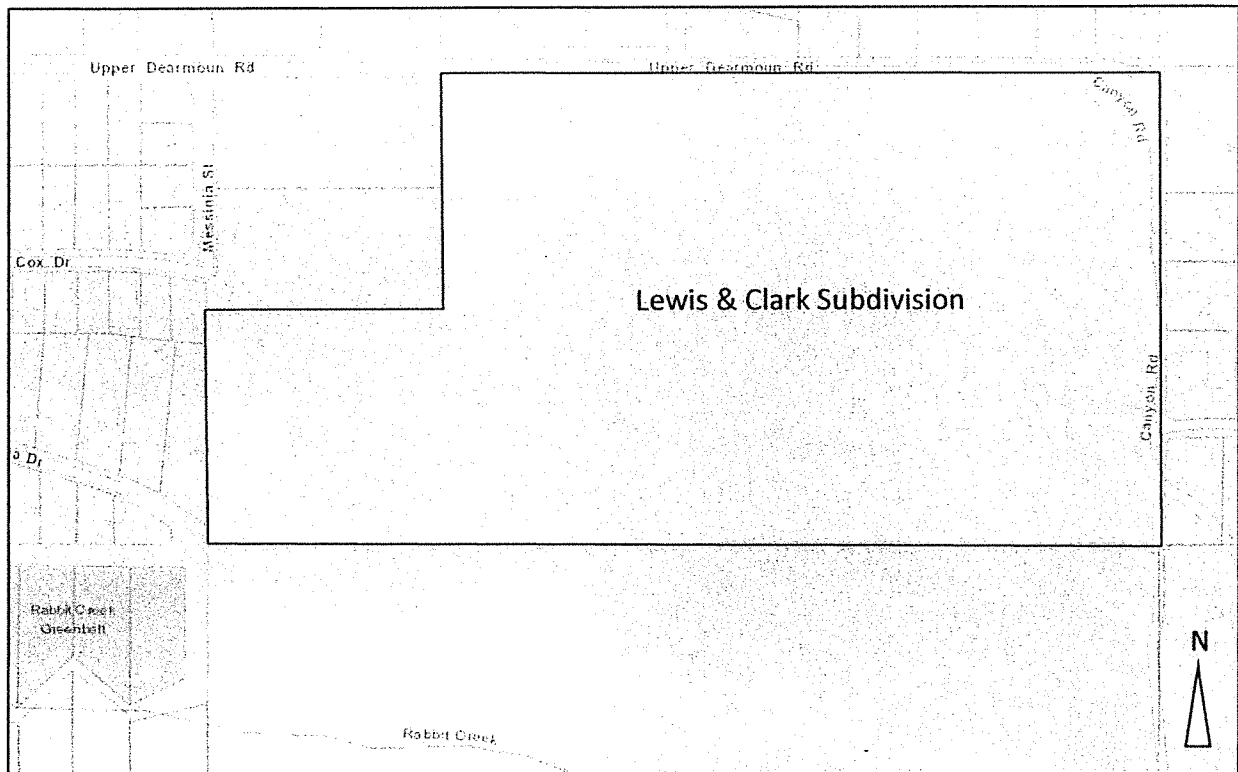 Upper Dearmoun Rd
Upper Dearmoun Rd
Canyon Rd
Messinia St
Cox Dr
Lewis & Clark Subdivision
Canyon Rd
a Dr
Rabbit Creek
Greenbelt
N
Rabbit Creek